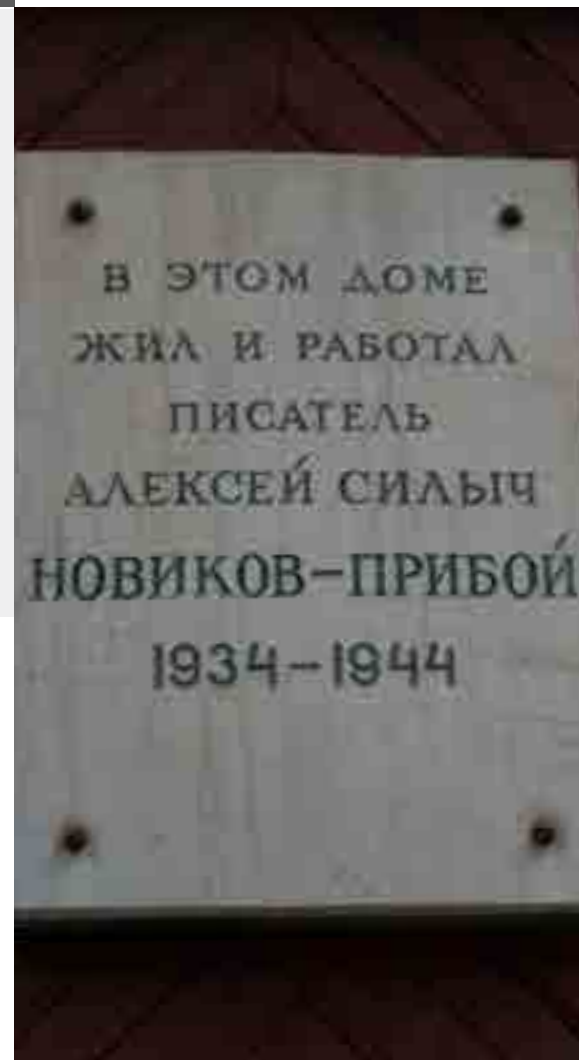 В ЭТОМ ДОМЕ
ЖИЛ И РАБОТАЛ
ПИСАТЕЛЬ
АЛЕКСЕЙ СИЛЫЧ
НОВИКОВ-ПРИБОЙ
1934-1944